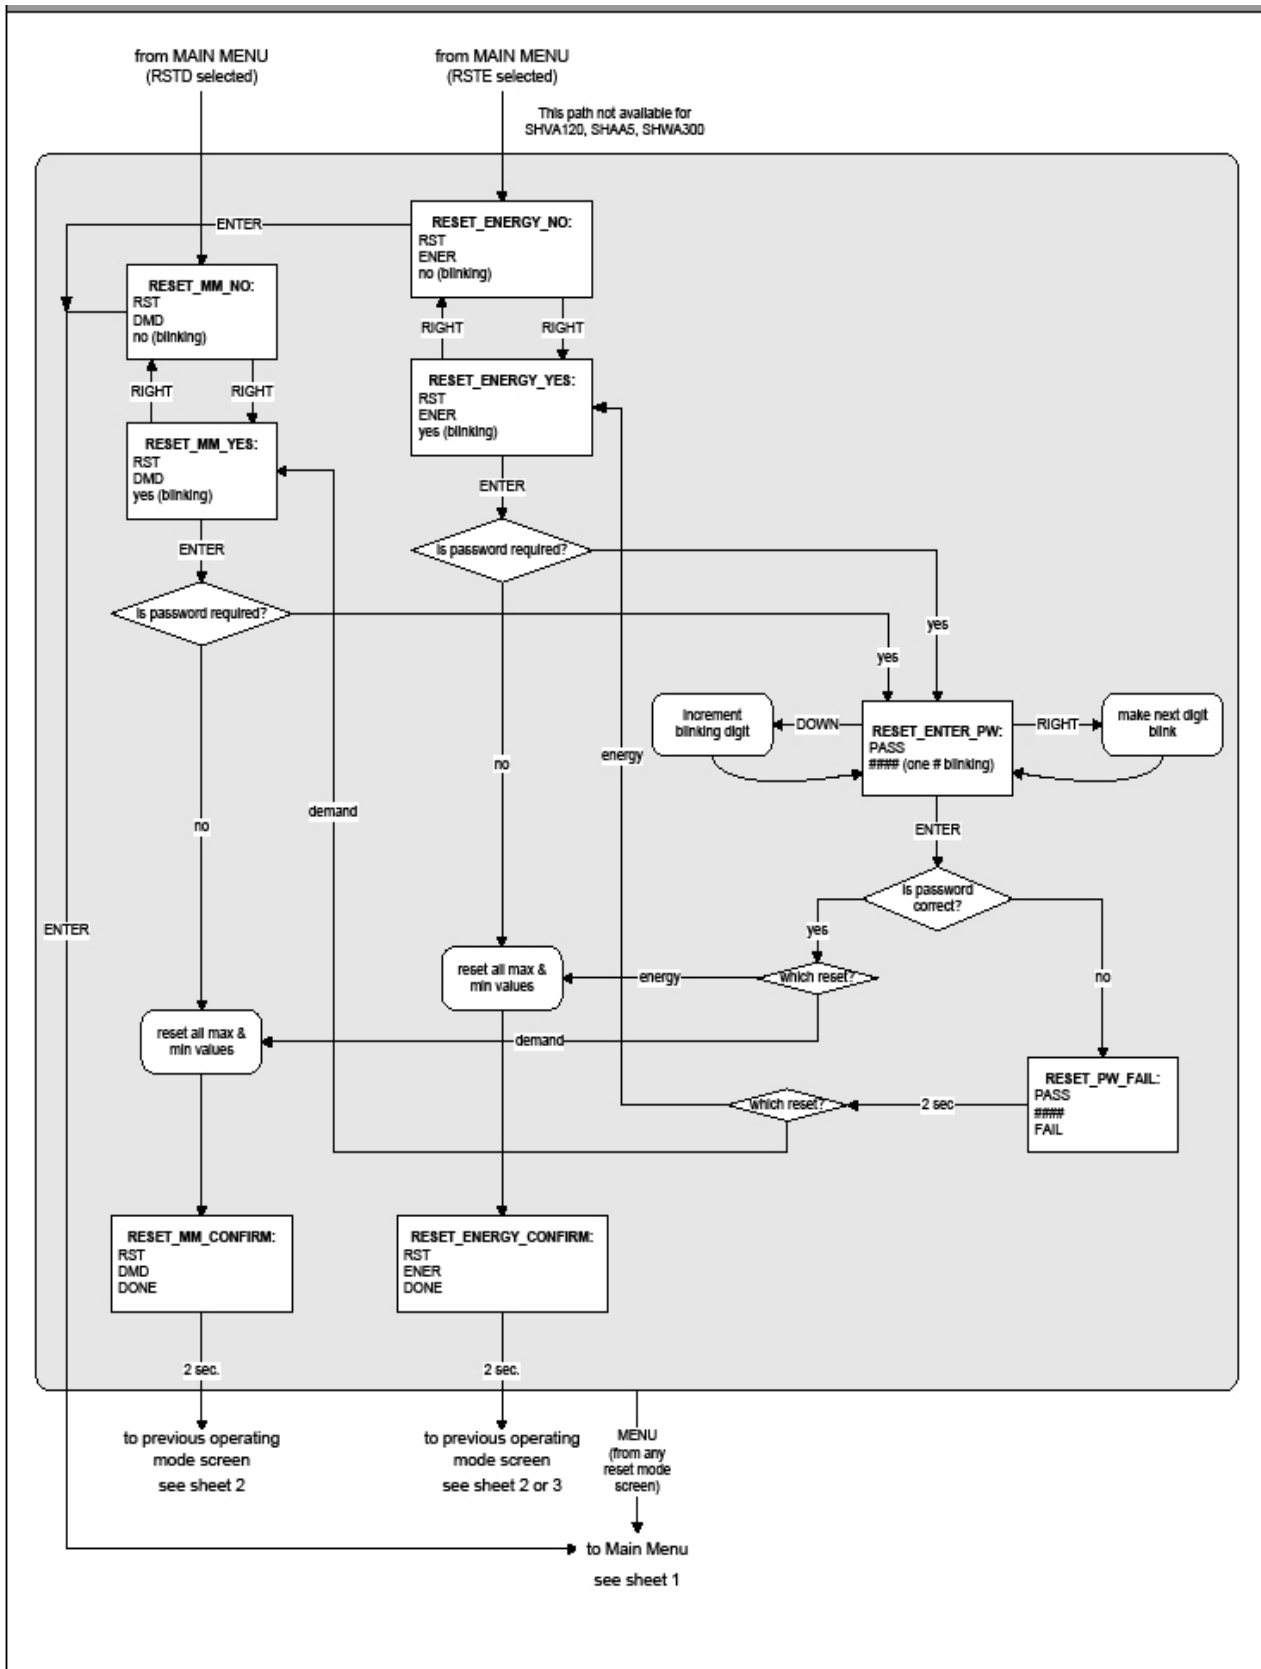 from MAIN MENU
(RSTD selected)
from MAIN MENU
(RSTE selected)
This path not available for
SHVA120, SHAA5, SHWA300
ENTER
RESET_ENERGY_NO:
RST
ENER
no (blinking)
RESET_MM_NO:
RST
DMD
no (blinking)
RIGHT
RIGHT
RIGHT
RIGHT
RESET_ENERGY_YES:
RST
ENER
yes (blinking)
RESET_MM_YES:
RST
DMD
yes (blinking)
ENTER
ENTER
Is password required?
Is password required?
yes
yes
Increment
blinking digit
DOWN
RESET_ENTER_PW:
PASS
#### (one # blinking)
RIGHT
make next digit
blink
energy
no
demand
no
ENTER
Is password
correct?
ENTER
yes
no
reset all max &
min values
energy
which reset?
reset all max &
min values
demand
RESET_PW_FAIL:
PASS
####
FAIL
2 sec
which reset?
RESET_MM_CONFIRM:
RST
DMD
DONE
RESET_ENERGY_CONFIRM:
RST
ENER
DONE
2 sec.
2 sec.
to previous operating
mode screen
see sheet 2
to previous operating
mode screen
see sheet 2 or 3
MENU
(from any
reset mode
screen)
to Main Menu
see sheet 1